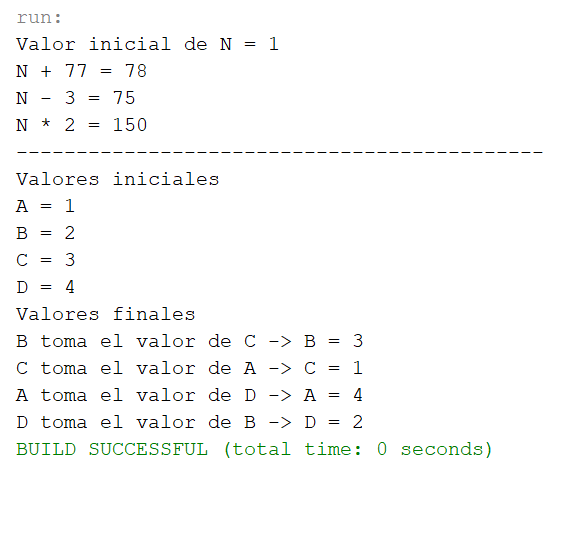 run:
Valor inicial de N = 1
N + 77 = 78
N - 3 = 75
N * 2 = 150
--------------------------------------------
Valores iniciales
A = 1
B = 2
C = 3
D = 4
Valores finales
B toma el valor de C -> B = 3
C toma el valor de A -> C = 1
A toma el valor de D -> A = 4
D toma el valor de B -> D = 2
BUILD SUCCESSFUL (total time: 0 seconds)